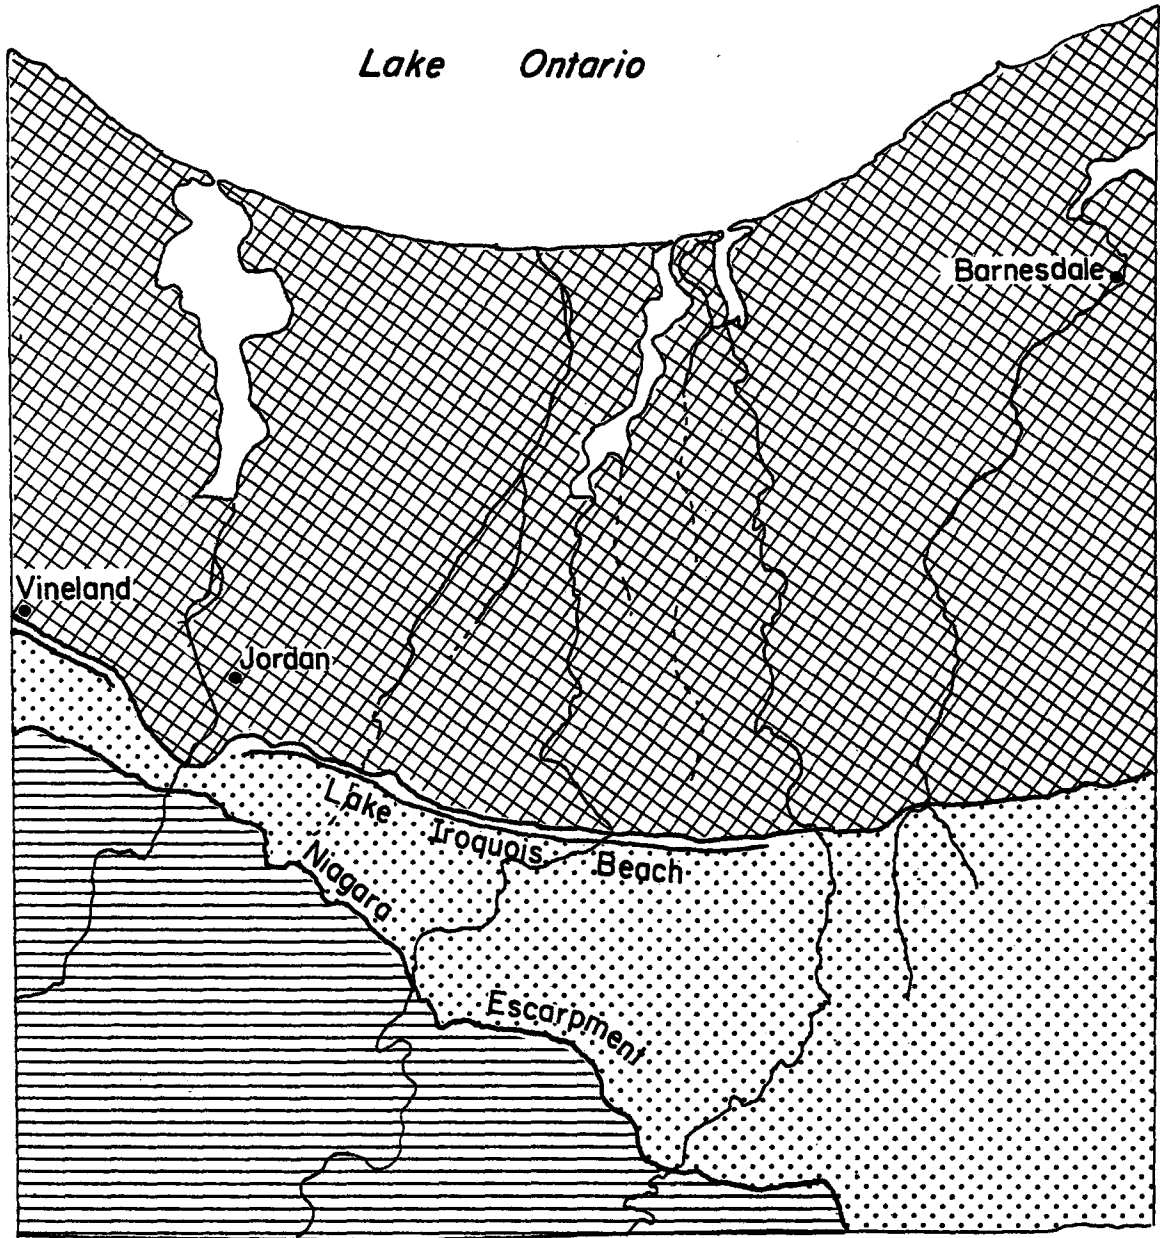 Lake Ontario
Barnesdale
Vineland
Jordan
Lake Iroquois Beach
Niagara Escarpment